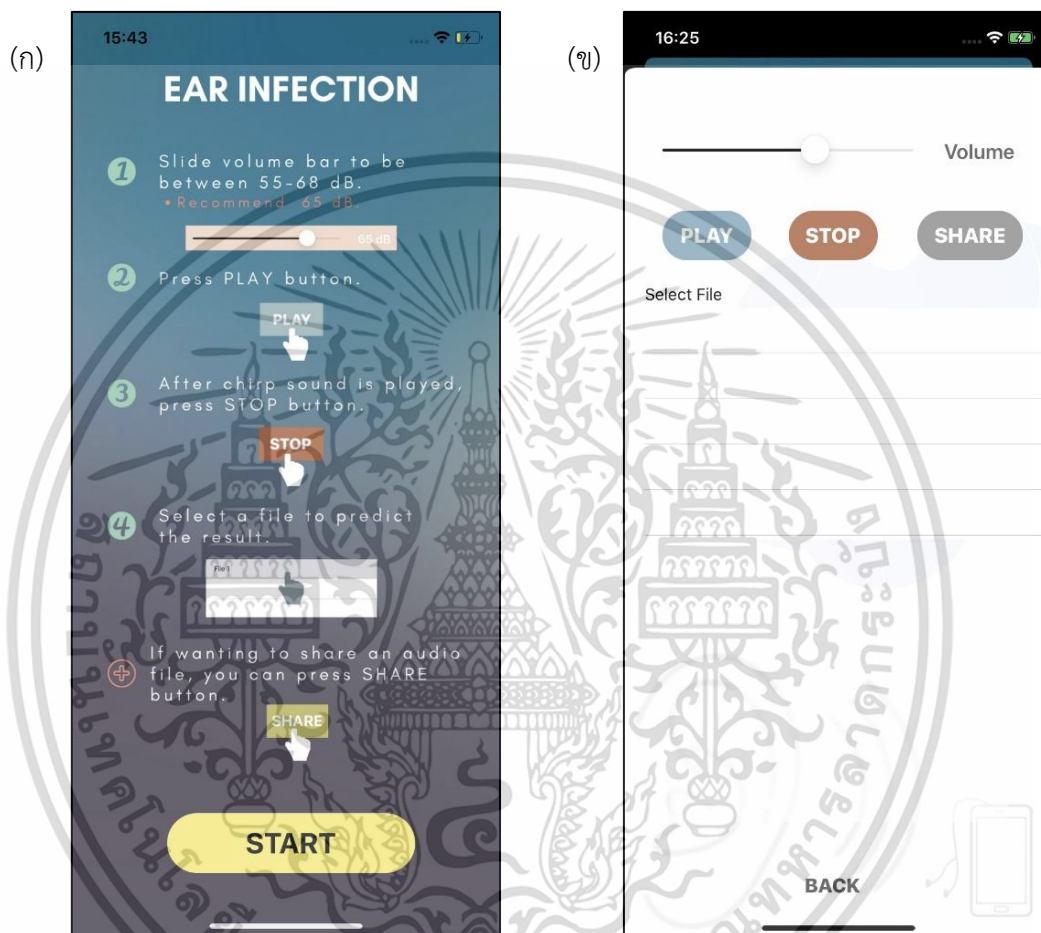 (ก)
15:43
EAR INFECTION
1 Slide volume bar to be
between 55-68 dB.
• Recommend 65 dB.
65 dB
2 Press PLAY button.
PLAY
3 After chirp sound is played,
press STOP button.
STOP
4 Select a file to predict
the result.
File 1
If wanting to share an audio
file, you can press SHARE
button.
SHARE
START
(ข)
16:25
Volume
PLAY STOP SHARE
Select File
BACK